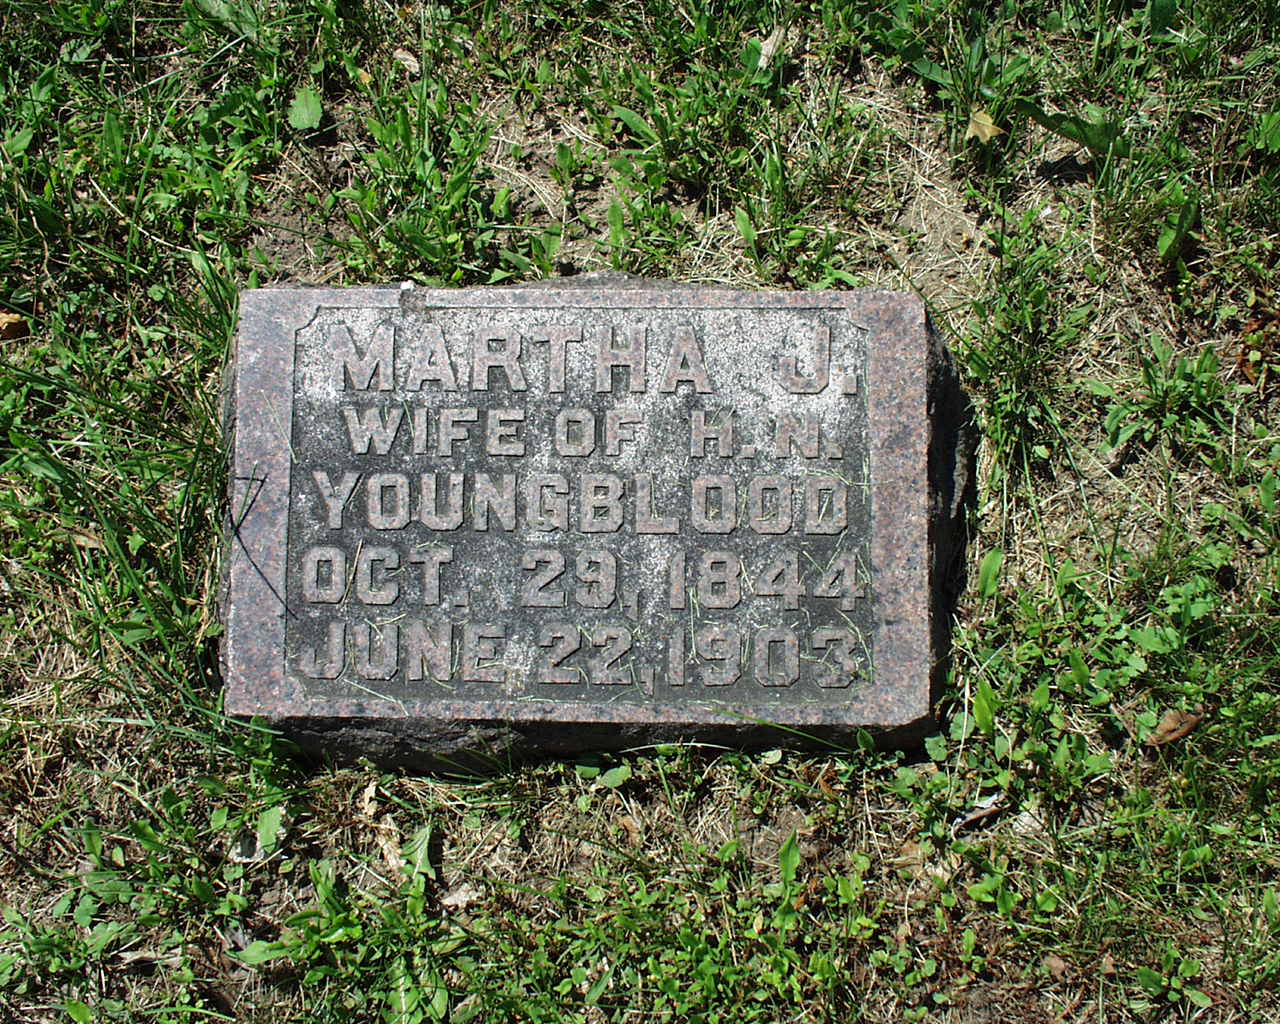 MARTHA J.
WIFE OF H. N.
YOUNGBLOOD
OCT. 29, 1844
JUNE 22, 1903